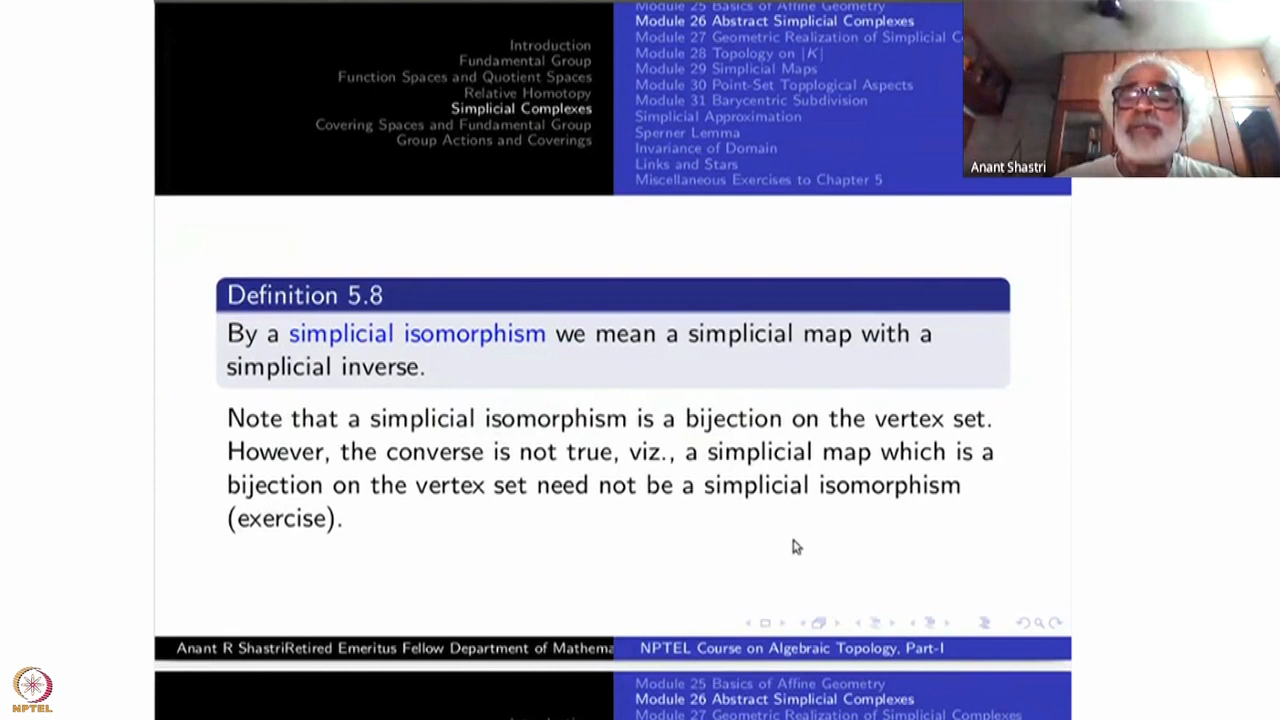 Introduction
Fundamental Group
Function Spaces and Quotient Spaces
Relative Homotopy
Simplicial Complexes
Covering Spaces and Fundamental Group
Group Actions and Coverings
Module 25 Basics of Affine Geometry
Module 26 Abstract Simplicial Complexes
Module 27 Geometric Realization of Simplicial C
Module 28 Topology on |K|
Module 29 Simplicial Maps
Module 30 Point-Set Topplogical Aspects
Module 31 Barycentric Subdivision
Simplicial Approximation
Sperner Lemma
Invariance of Domain
Links and Stars
Miscellaneous Exercises to Chapter 5
Anant Shastri
Definition 5.8
By a simplicial isomorphism we mean a simplicial map with a
simplicial inverse.
Note that a simplicial isomorphism is a bijection on the vertex set.
However, the converse is not true, viz., a simplicial map which is a
bijection on the vertex set need not be a simplicial isomorphism
(exercise).
Anant R ShastriRetired Emeritus Fellow Department of Mathema
NPTEL Course on Algebraic Topology, Part-I
Module 25 Basics of Affine Geometry
Module 26 Abstract Simplicial Complexes
Module 27 Geometric Realization of Simplicial Complexes
NPTEL